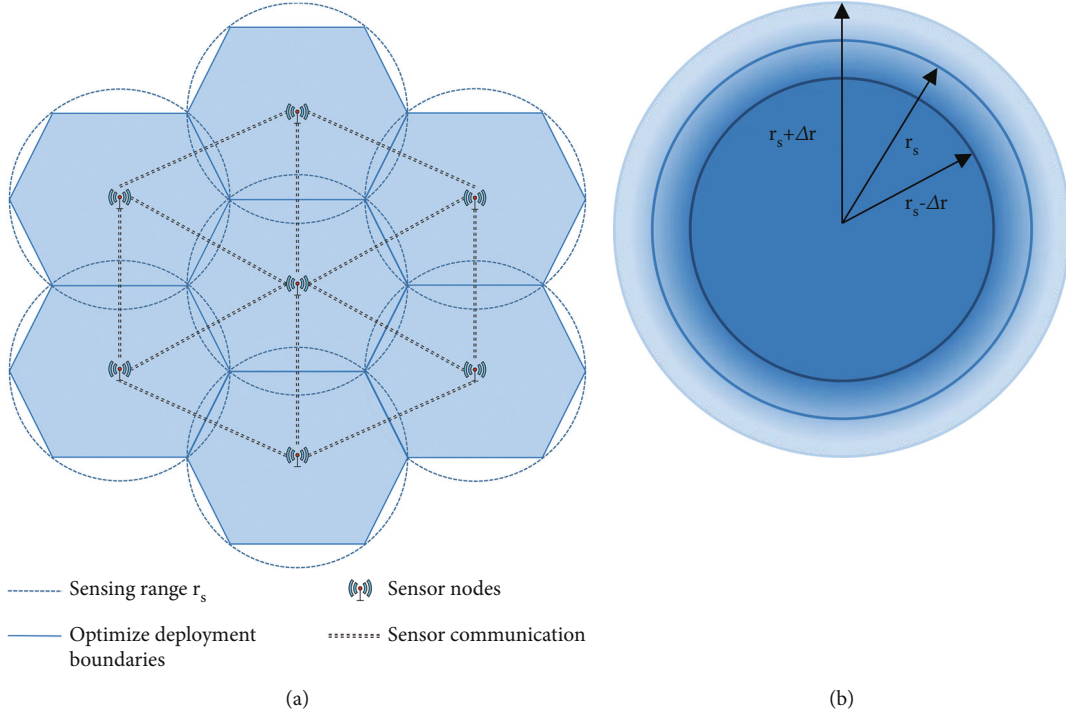 r_s+Δr
r_s
r_s-Δr
Sensing range r_s
Sensor nodes
Optimize deployment
boundaries
Sensor communication
(a)
(b)